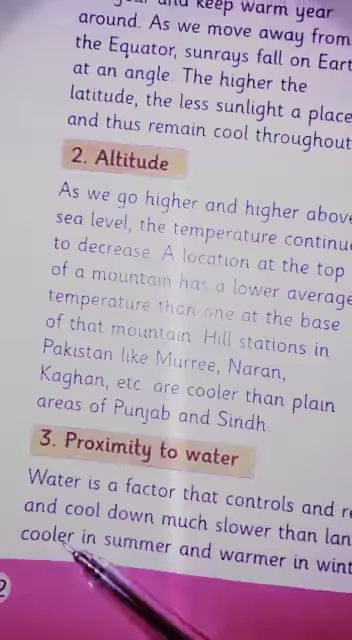 and keep warm year
around. As we move away from
the Equator, sunrays fall on Eart
at an angle. The higher the
latitude, the less sunlight a place
and thus remain cool throughout
2. Altitude
As we go higher and higher above
sea level, the temperature continu
to decrease. A location at the top
of a mountain has a lower average
temperature than one at the base
of that mountain. Hill stations in
Pakistan like Murree, Naran,
Kaghan, etc. are cooler than plain
areas of Punjab and Sindh.
3. Proximity to water
Water is a factor that controls and r
and cool down much slower than lan
cooler in summer and warmer in wint
2